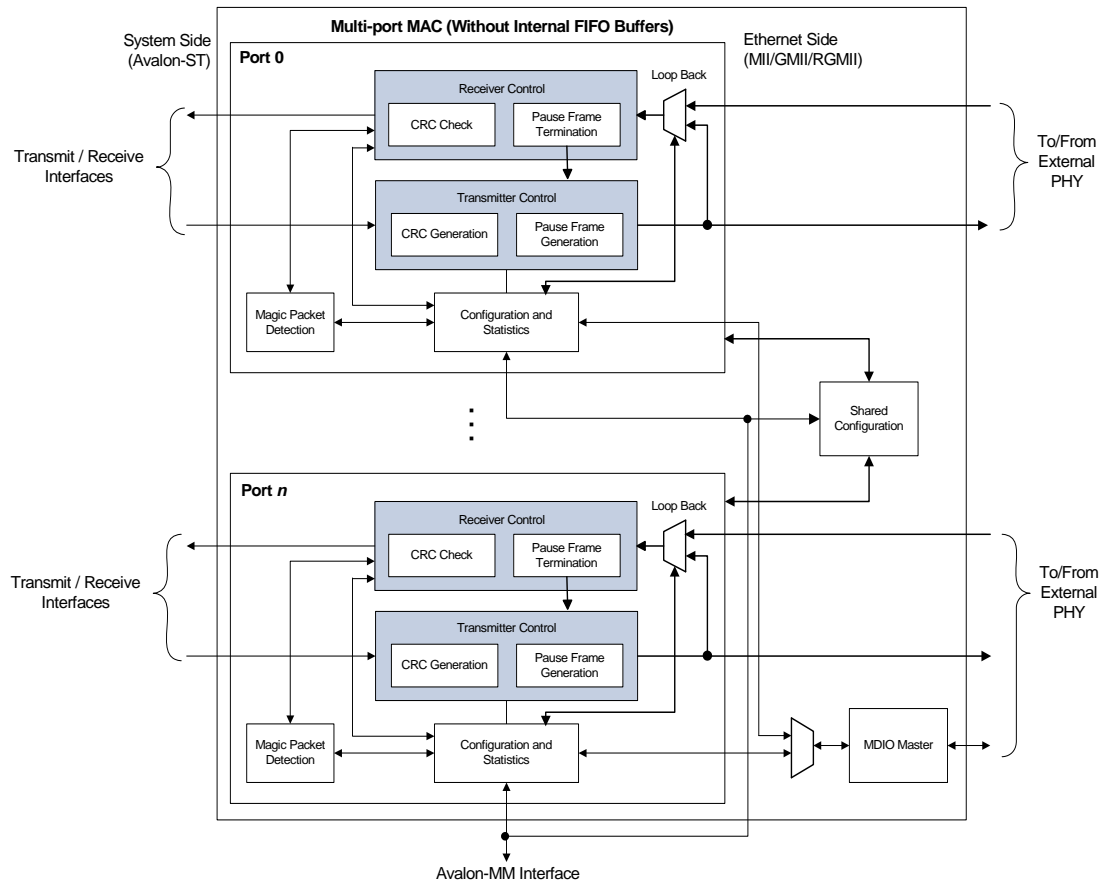 Multi-port MAC (Without Internal FIFO Buffers)
System Side
(Avalon-ST)
Ethernet Side
(MII/GMII/RGMII)
Port 0
Receiver Control
CRC Check
Pause Frame
Termination
Loop Back
Transmit / Receive
Interfaces
To/From
External
PHY
Transmitter Control
CRC Generation
Pause Frame
Generation
Magic Packet
Detection
Configuration and
Statistics
Shared
Configuration
Port n
Receiver Control
CRC Check
Pause Frame
Termination
Loop Back
Transmit / Receive
Interfaces
To/From
External
PHY
Transmitter Control
CRC Generation
Pause Frame
Generation
Magic Packet
Detection
Configuration and
Statistics
MDIO Master
Avalon-MM Interface